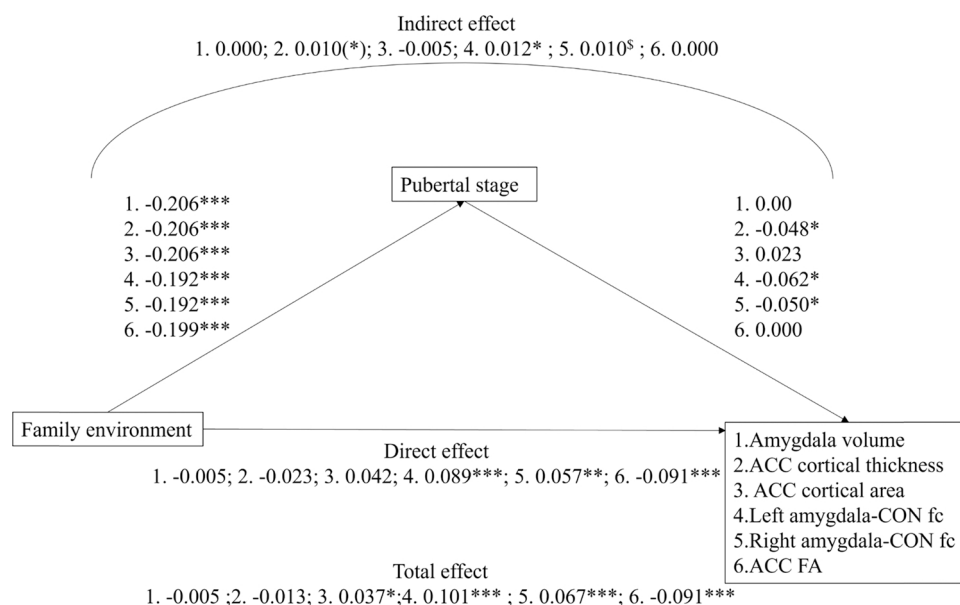 Indirect effect
1. 0.000; 2. 0.010(*); 3. -0.005; 4. 0.012* ; 5. 0.010$ ; 6. 0.000
Pubertal stage
1. -0.206***
2. -0.206***
3. -0.206***
4. -0.192***
5. -0.192***
6. -0.199***
1. 0.00
2. -0.048*
3. 0.023
4. -0.062*
5. -0.050*
6. 0.000
Family environment
Direct effect
1. -0.005; 2. -0.023; 3. 0.042; 4. 0.089***; 5. 0.057**; 6. -0.091***
1.Amygdala volume
2.ACC cortical thickness
3. ACC cortical area
4.Left amygdala-CON fc
5.Right amygdala-CON fc
6.ACC FA
Total effect
1. -0.005 ;2. -0.013; 3. 0.037*;4. 0.101*** ; 5. 0.067***; 6. -0.091***